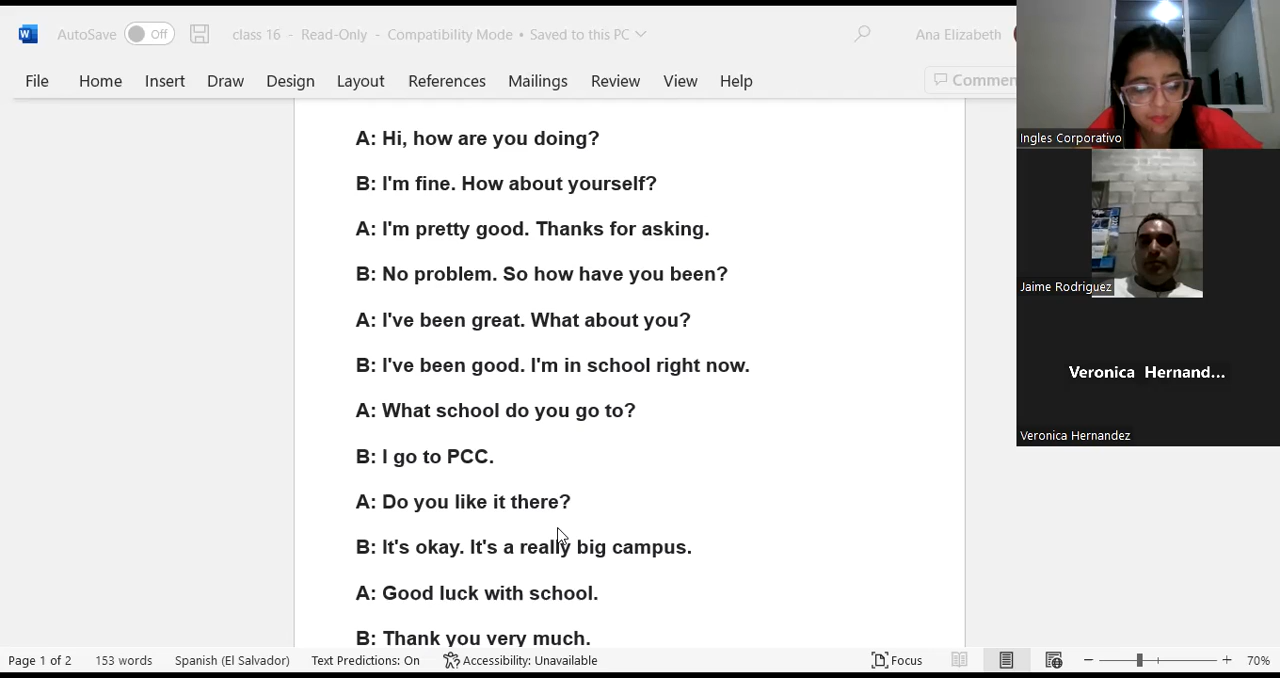 AutoSave Off class 16 - Read-Only - Compatibility Mode • Saved to this PC Ana Elizabeth
File Home Insert Draw Design Layout References Mailings Review View Help
A: Hi, how are you doing?
B: I'm fine. How about yourself?
A: I'm pretty good. Thanks for asking.
B: No problem. So how have you been?
A: I've been great. What about you?
B: I've been good. I'm in school right now.
A: What school do you go to?
B: I go to PCC.
A: Do you like it there?
B: It's okay. It's a really big campus.
A: Good luck with school.
B: Thank you very much.
Page 1 of 2 153 words Spanish (El Salvador) Text Predictions: On Accessibility: Unavailable Focus 70%
Ingles Corporativo
Jaime Rodriguez
Veronica Hernand...
Veronica Hernandez